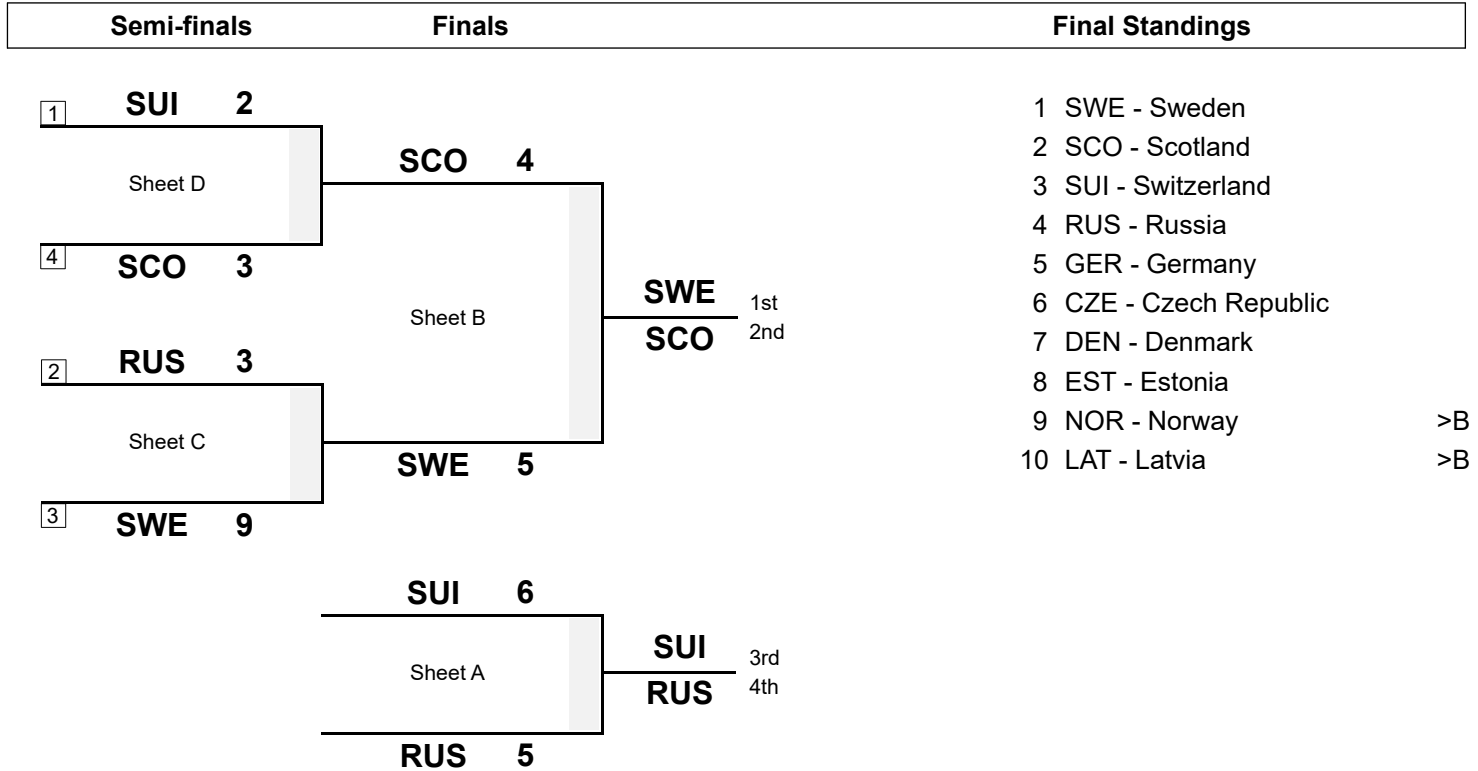 Semi-finals Finals Final Standings
1 SUI 2
Sheet D
4 SCO 3
2 RUS 3
Sheet C
3 SWE 9
SCO 4
Sheet B
SWE 5
SWE 1st
SCO 2nd
SUI 6
Sheet A
RUS 5
SUI 3rd
RUS 4th
1 SWE - Sweden
2 SCO - Scotland
3 SUI - Switzerland
4 RUS - Russia
5 GER - Germany
6 CZE - Czech Republic
7 DEN - Denmark
8 EST - Estonia
9 NOR - Norway >B
10 LAT - Latvia >B